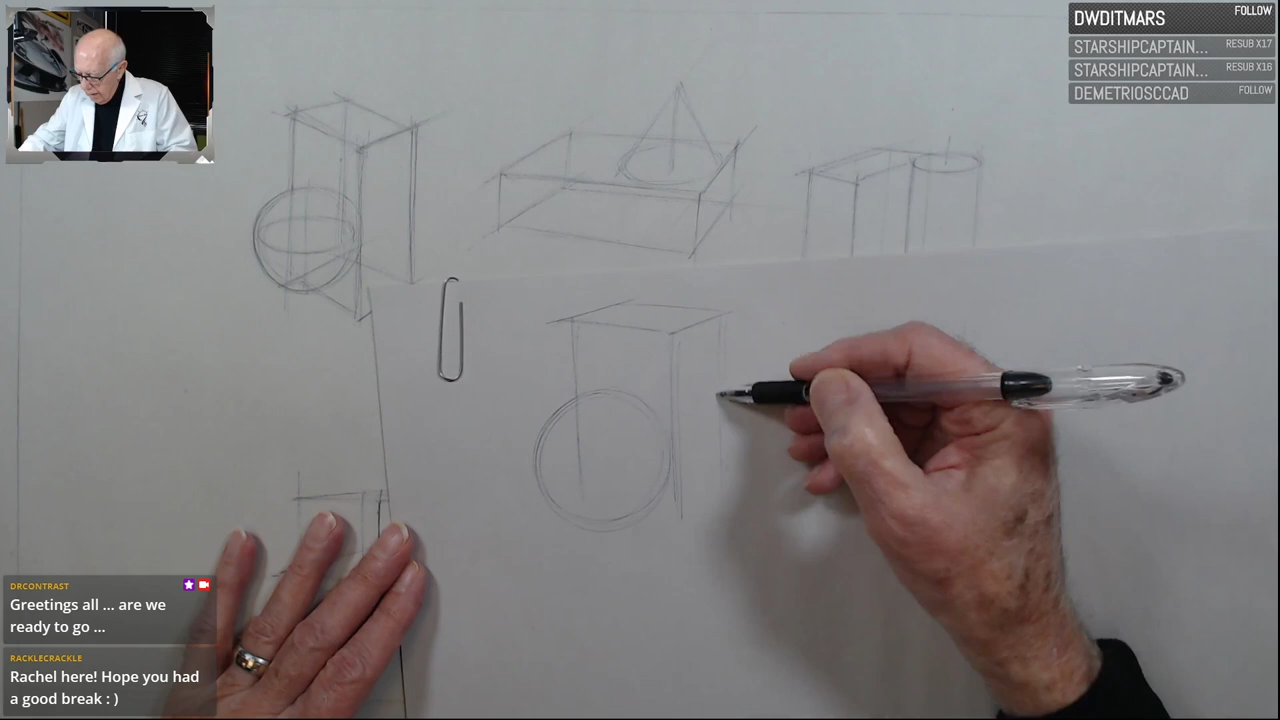 DWDITMARS FOLLOW
STARSHIPCAPTAIN... RESUB X17
STARSHIPCAPTAIN... RESUB X16
DEMETRIOSCCAD FOLLOW
DRCONTRAST
Greetings all ... are we
ready to go ...
RACKLECRACKLE
Rachel here! Hope you had
a good break : )